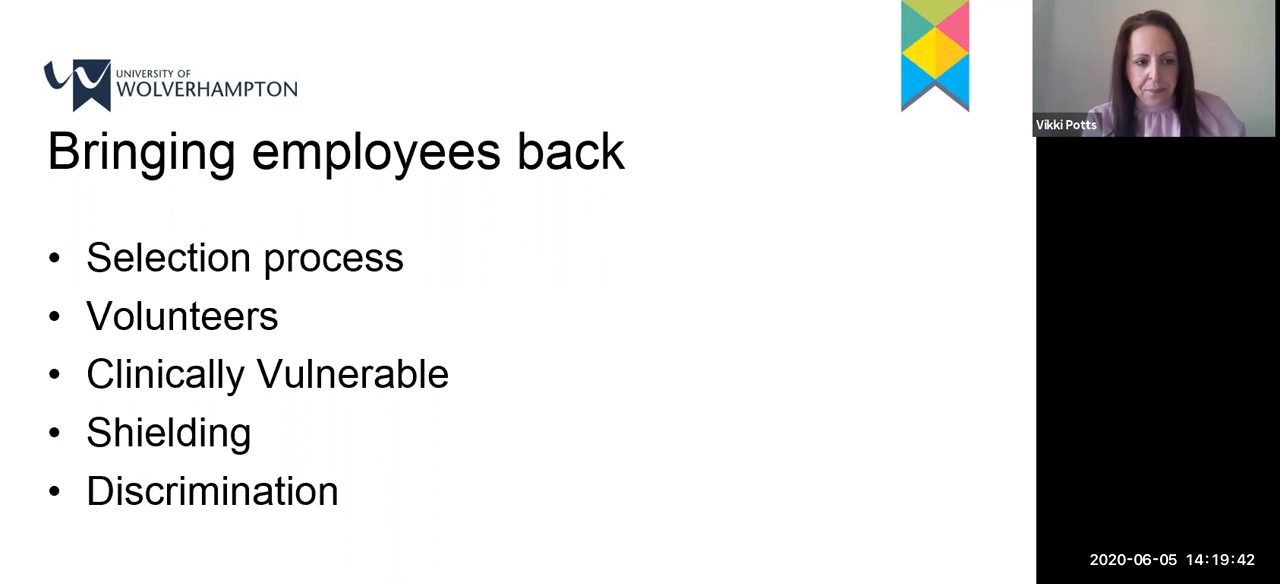 UNIVERSITY OF
WOLVERHAMPTON
Bringing employees back
• Selection process
• Volunteers
• Clinically Vulnerable
• Shielding
• Discrimination
Vikki Potts
2020-06-05 14:19:42